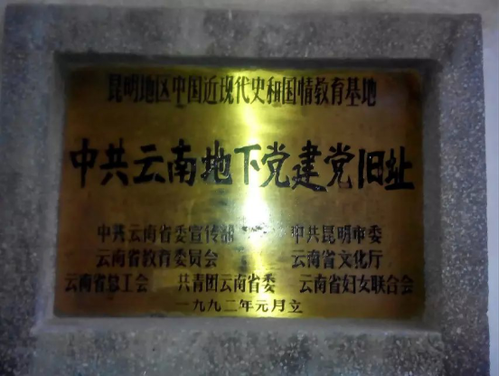 昆明地区中国近现代史和国情教育基地
中共云南地下党建党旧址
中共云南省委宣传部 中共昆明市委
云南省教育委员会 云南省文化厅
云南省总工会 共青团云南省委 云南省妇女联合会
一九九二年元月立